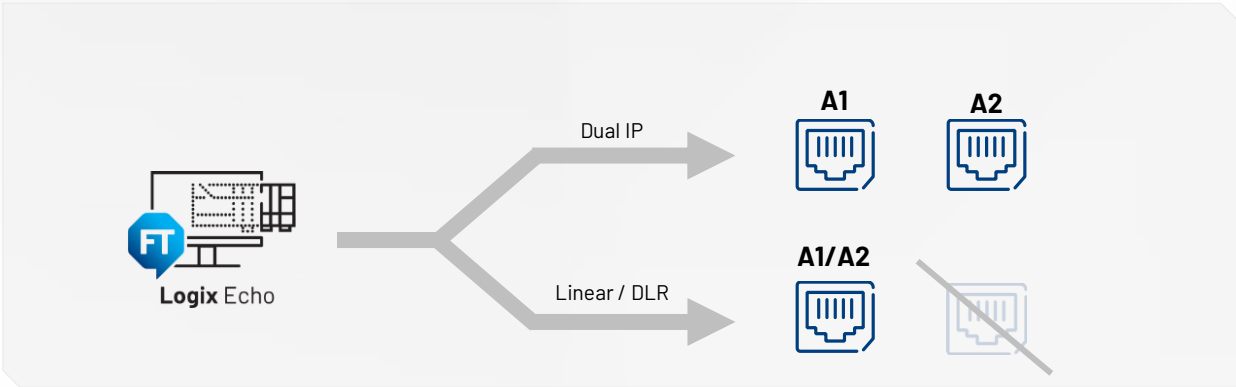 A1
A2
Dual IP
FT
Logix Echo
A1/A2
Linear / DLR